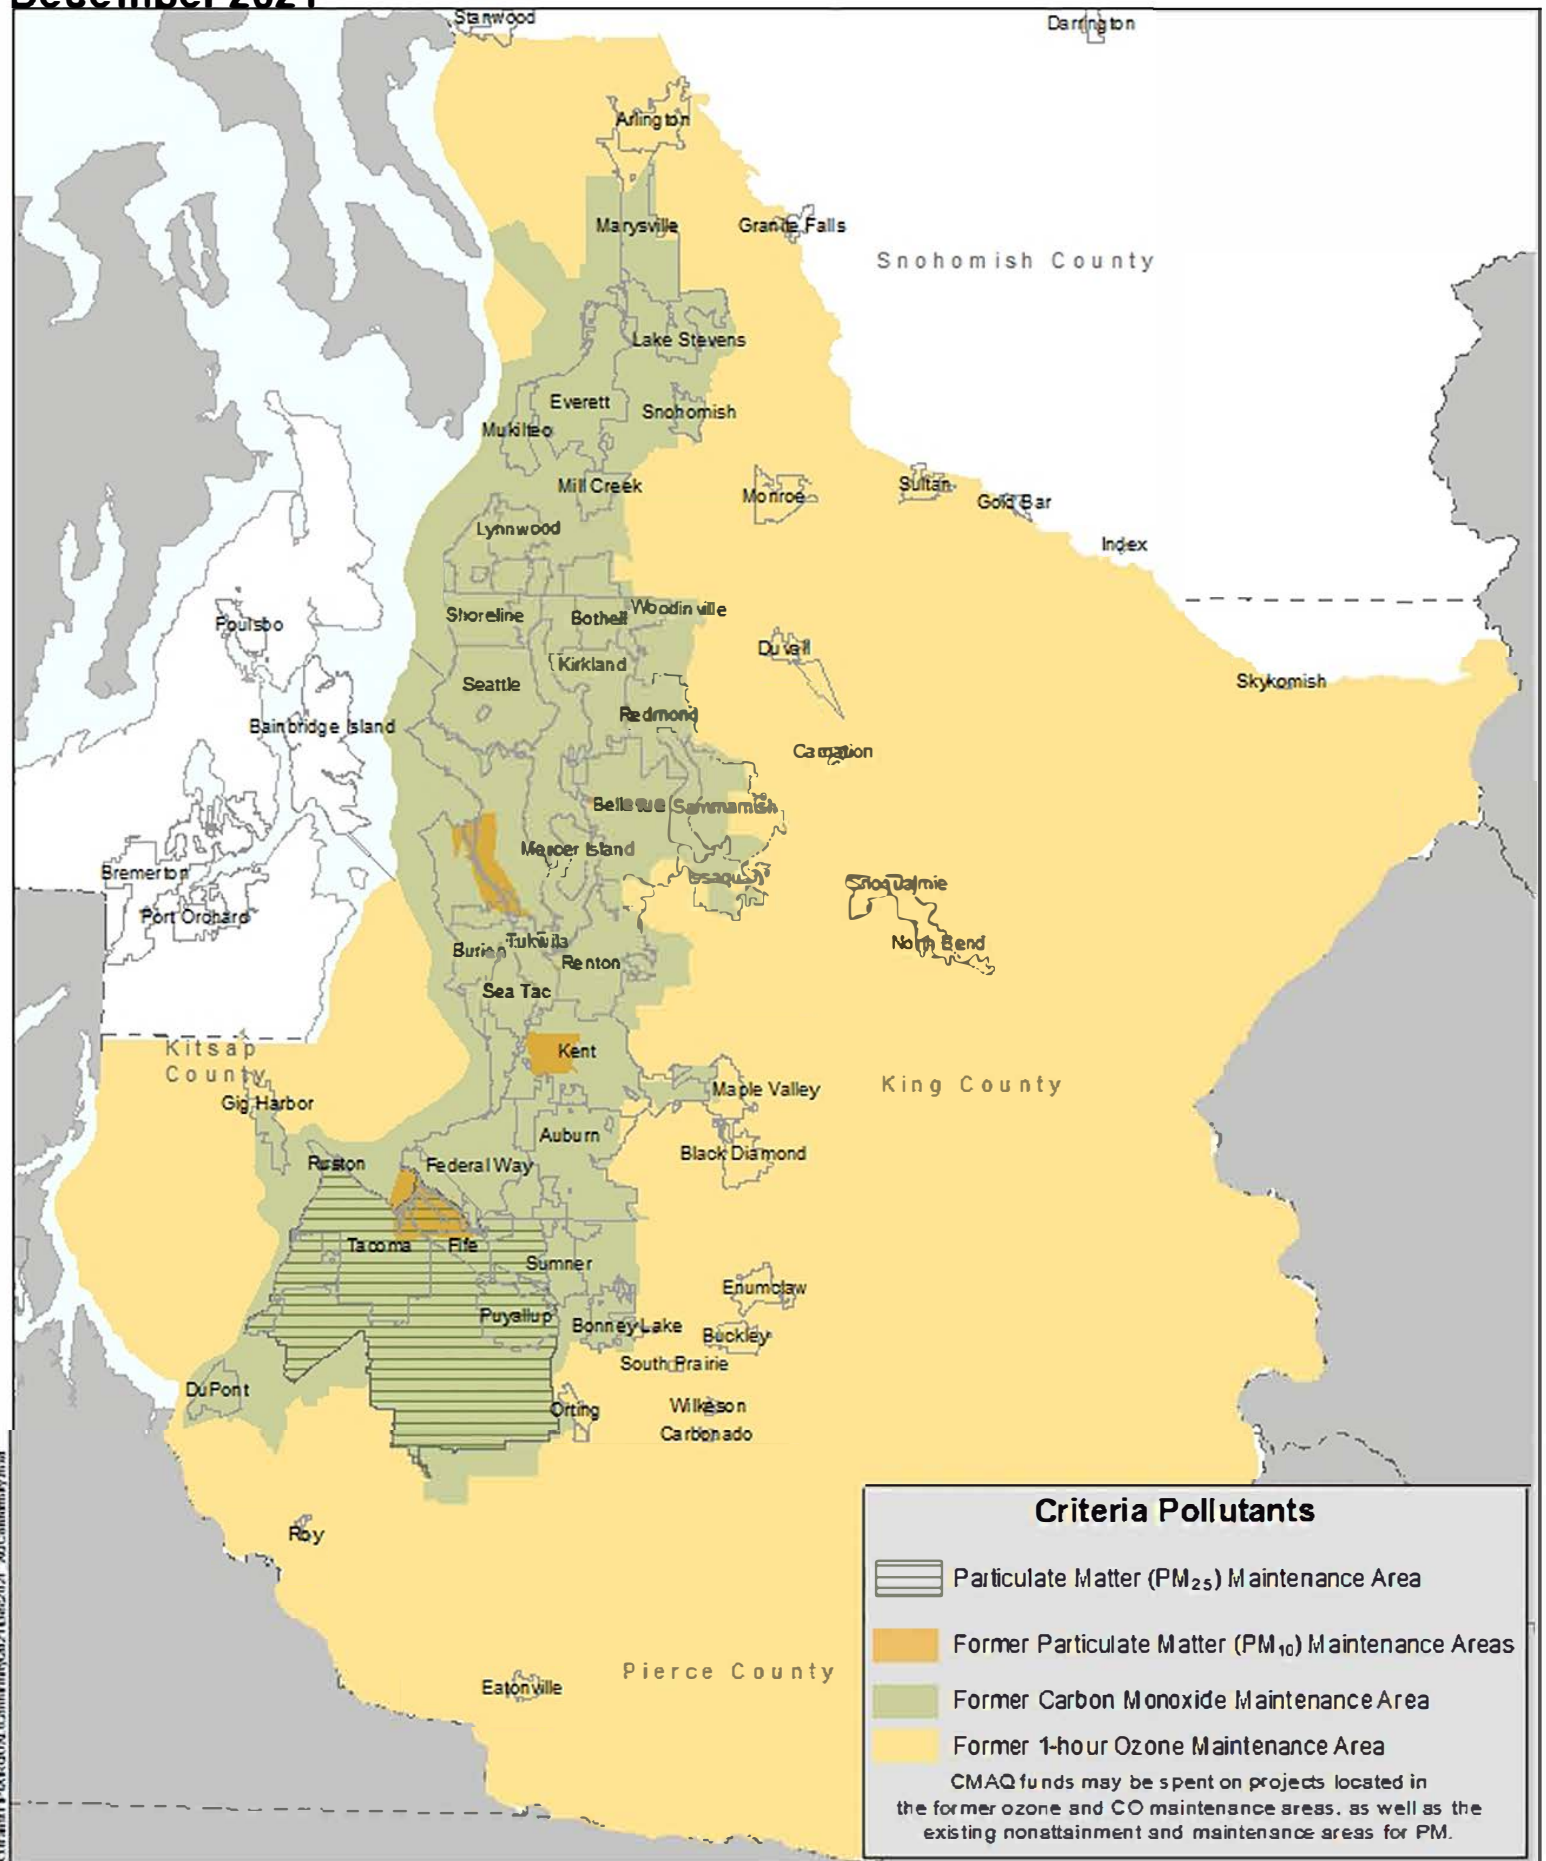 December 2021
Stanwood
Darrington
Arlington
Marysville
Granite Falls
Snohomish County
Lake Stevens
Everett
Snohomish
Mukilteo
Mill Creek
Monroe
Sultan
Gold Bar
Lynnwood
Index
Shoreline
Bothell
Woodinville
Poulsbo
Duvall
Kirkland
Seattle
Skykomish
Redmond
Bainbridge Island
Carnation
Bellevue
Sammamish
Mercer Island
Bremerton
Issaquah
Snoqualmie
Port Orchard
Tukwila
Burien
North Bend
Renton
Sea Tac
Kitsap
County
Kent
King County
Maple Valley
Gig Harbor
Auburn
Black Diamond
Ruston
Federal Way
Tacoma
Fife
Sumner
Enumclaw
Puyallup
Bonney Lake
Buckley
South Prairie
DuPont
Orting
Wilkeson
Carbonado
Roy
Pierce County
Eatonville
Criteria Pollutants
Particulate Matter (PM₂₅) Maintenance Area
Former Particulate Matter (PM₁₀) Maintenance Areas
Former Carbon Monoxide Maintenance Area
Former 1-hour Ozone Maintenance Area
CMAQ funds may be spent on projects located in
the former ozone and CO maintenance areas, as well as the
existing nonattainment and maintenance areas for PM.